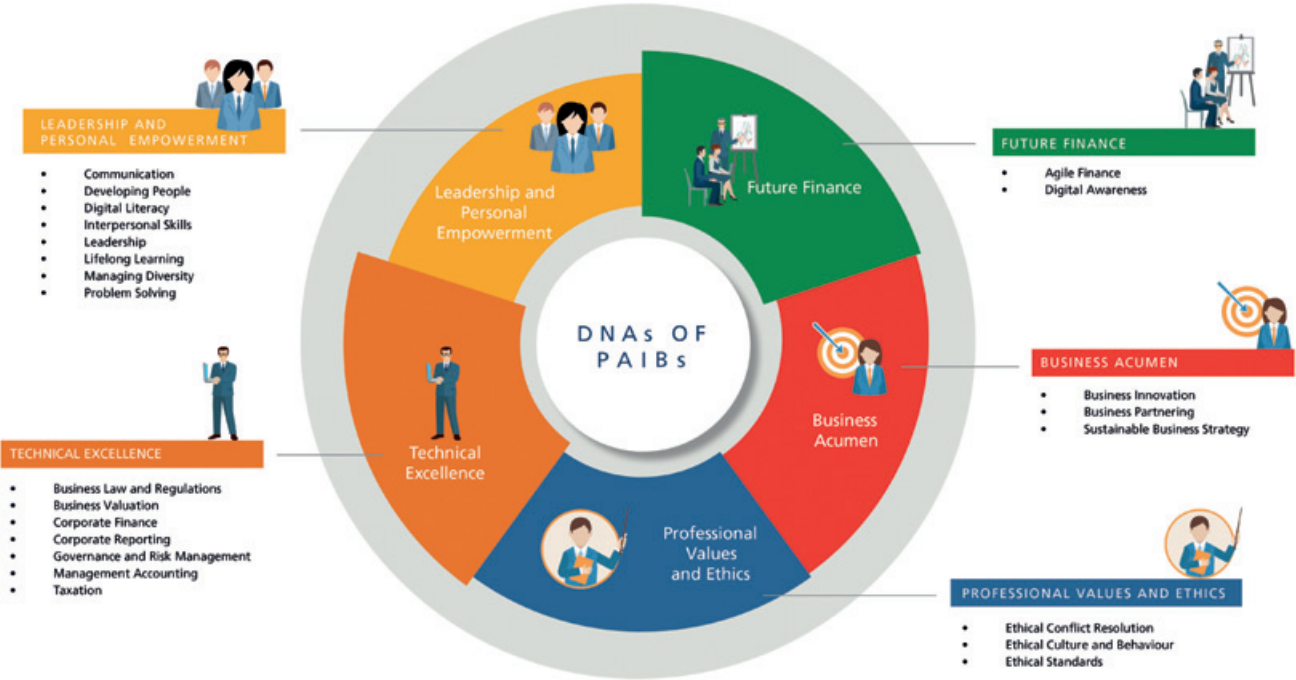 LEADERSHIP AND
PERSONAL EMPOWERMENT
• Communication
• Developing People
• Digital Literacy
• Interpersonal Skills
• Leadership
• Lifelong Learning
• Managing Diversity
• Problem Solving
TECHNICAL EXCELLENCE
• Business Law and Regulations
• Business Valuation
• Corporate Finance
• Corporate Reporting
• Governance and Risk Management
• Management Accounting
• Taxation
Leadership and
Personal
Empowerment
Future Finance
DNAs OF
PAIBs
Technical
Excellence
Business
Acumen
Professional
Values
and Ethics
FUTURE FINANCE
• Agile Finance
• Digital Awareness
BUSINESS ACUMEN
• Business Innovation
• Business Partnering
• Sustainable Business Strategy
PROFESSIONAL VALUES AND ETHICS
• Ethical Conflict Resolution
• Ethical Culture and Behaviour
• Ethical Standards